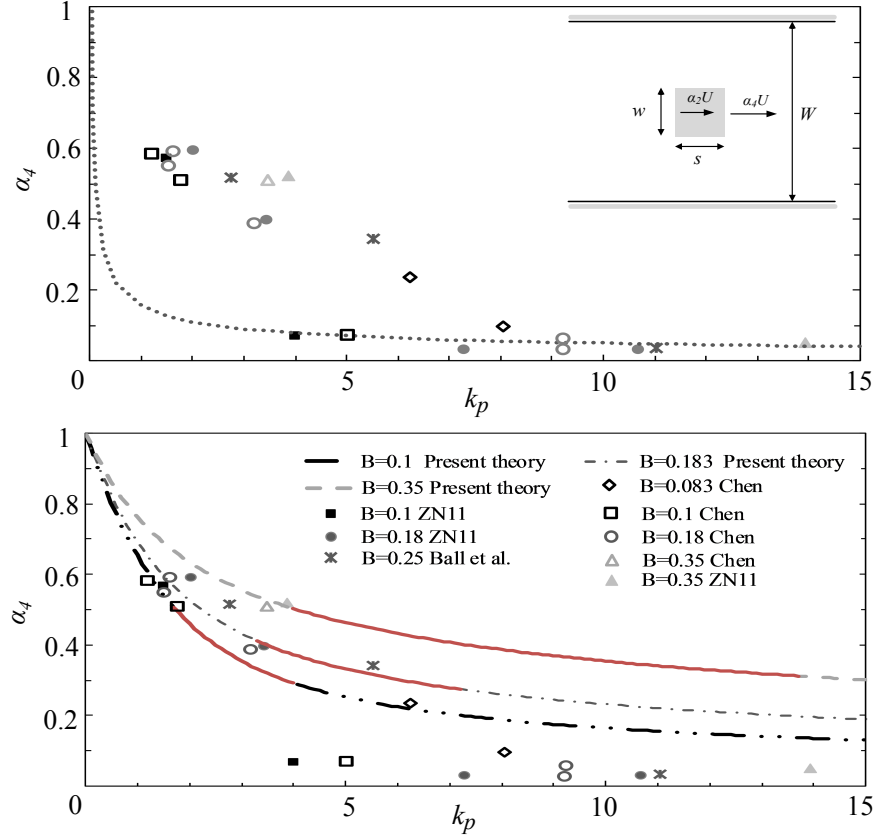 1
0.8
0.6
0.4
0.2
0
5
10
15
α₄
kₚ
w
α₂U
α₄U
W
s
1
0.8
0.6
0.4
0.2
0
5
10
15
α₄
kₚ
B=0.1 Present theory
B=0.183 Present theory
B=0.35 Present theory
B=0.083 Chen
B=0.1 ZN11
B=0.1 Chen
B=0.18 ZN11
B=0.18 Chen
B=0.25 Ball et al.
B=0.35 Chen
B=0.35 ZN11